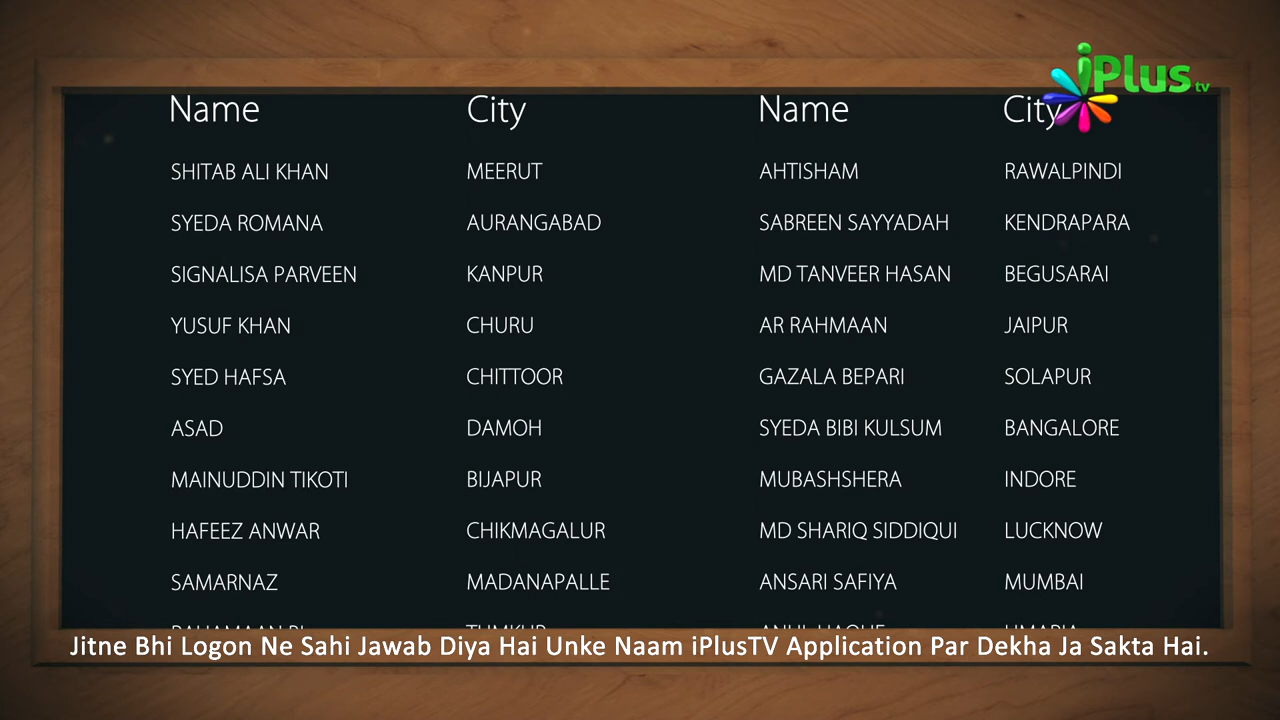 iPlus tv
Name City Name City
SHITAB ALI KHAN MEERUT AHTISHAM RAWALPINDI
SYEDA ROMANA AURANGABAD SABREEN SAYYADAH KENDRAPARA
SIGNALISA PARVEEN KANPUR MD TANVEER HASAN BEGUSARAI
YUSUF KHAN CHURU AR RAHMAAN JAIPUR
SYED HAFSA CHITTOOR GAZALA BEPARI SOLAPUR
ASAD DAMOH SYEDA BIBI KULSUM BANGALORE
MAINUDDIN TIKOTI BIJAPUR MUBASHSHERA INDORE
HAFEEZ ANWAR CHIKMAGALUR MD SHARIQ SIDDIQUI LUCKNOW
SAMARNAZ MADANAPALLE ANSARI SAFIYA MUMBAI
Jitne Bhi Logon Ne Sahi Jawab Diya Hai Unke Naam iPlusTV Application Par Dekha Ja Sakta Hai.